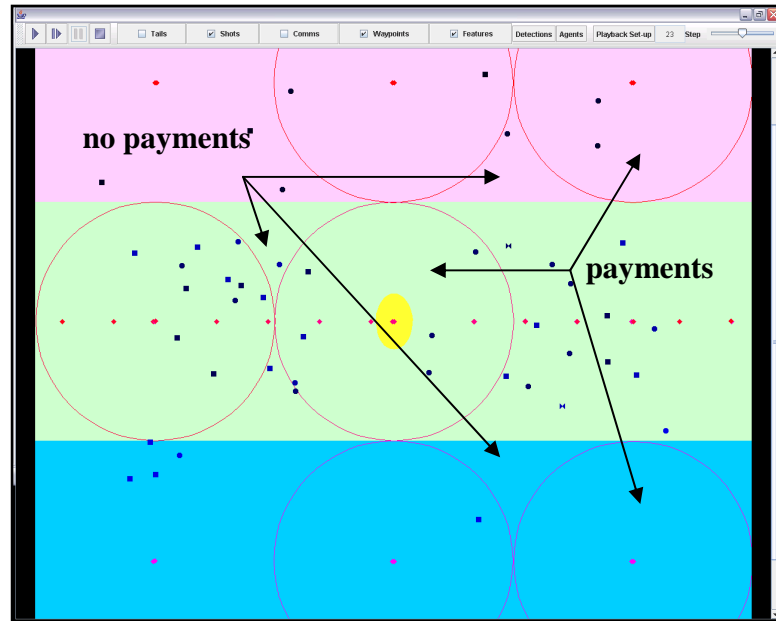 Tails Shots Comms Waypoints Features Detections Agents Playback Set-up 23 Step
no payments
payments